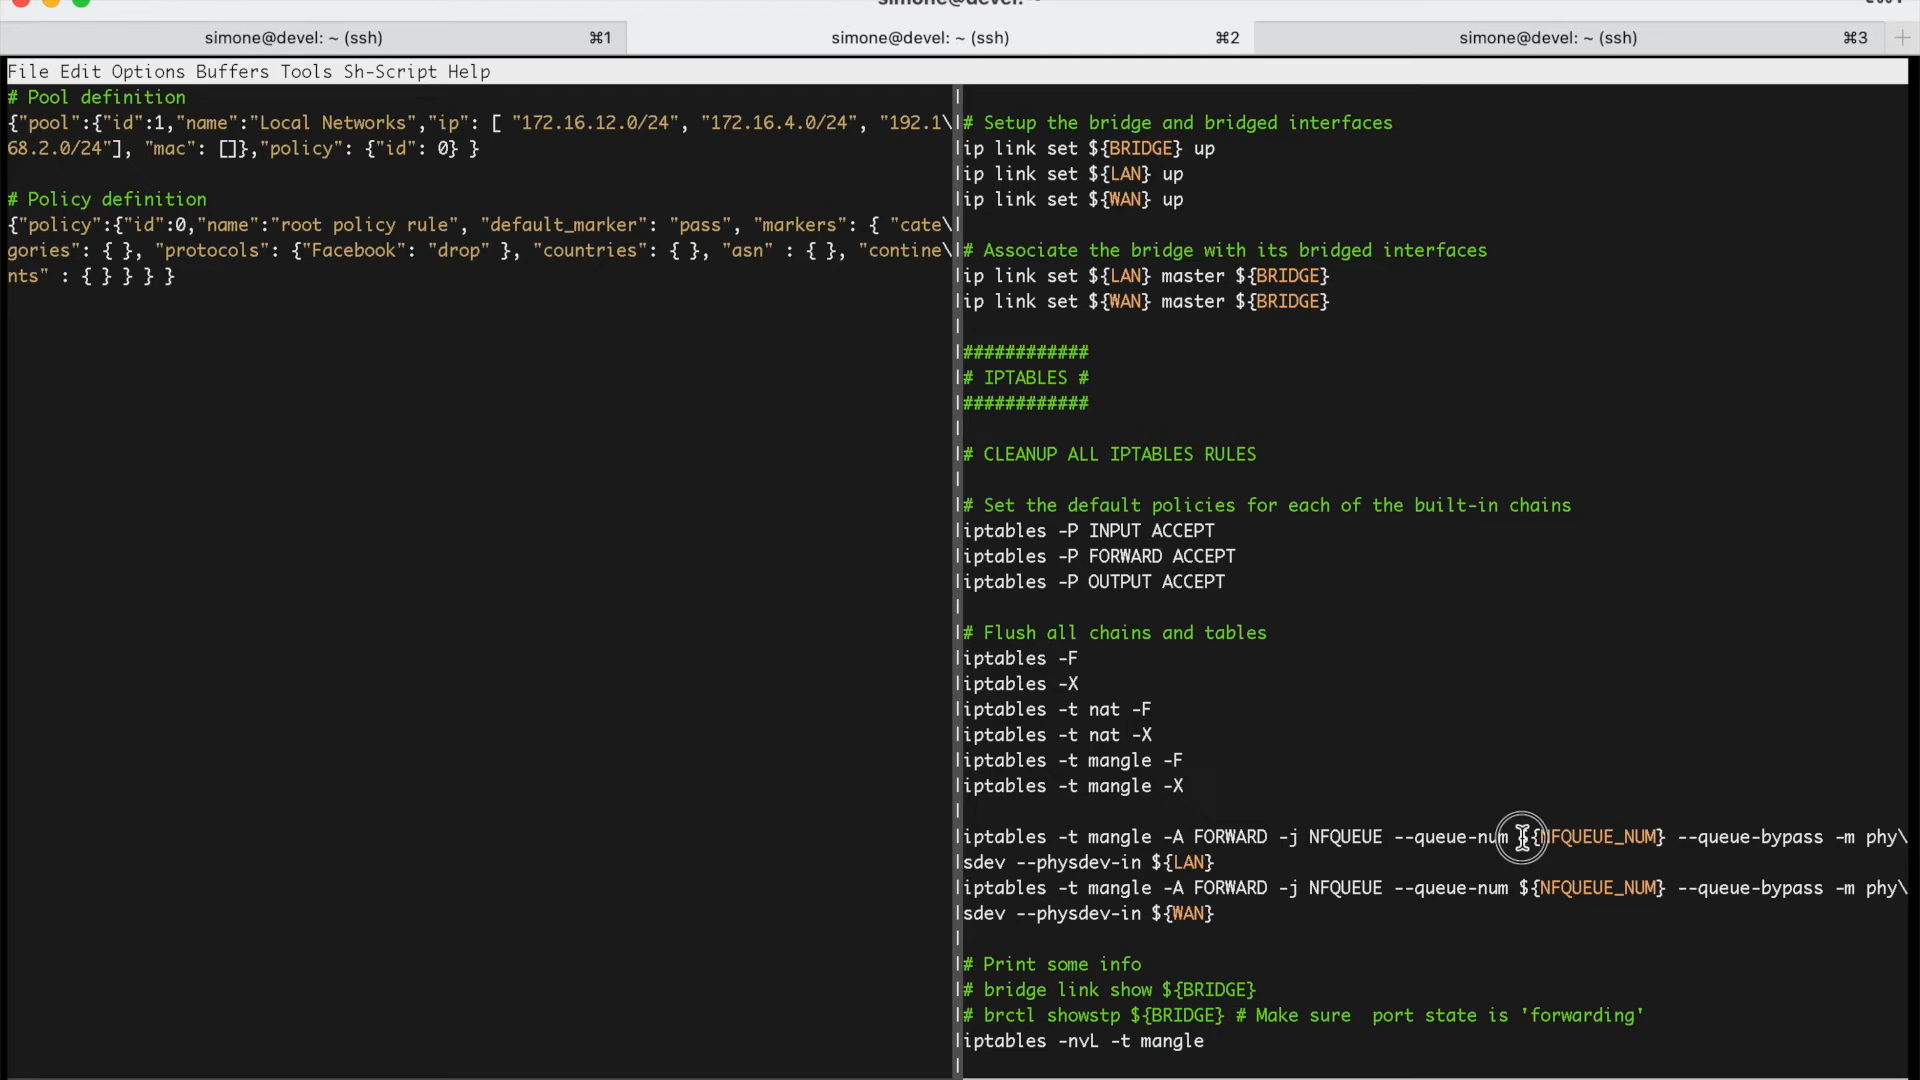 simone@devel: ~
simone@devel: ~ (ssh) ⌘1 simone@devel: ~ (ssh) ⌘2 simone@devel: ~ (ssh) ⌘3 +
File Edit Options Buffers Tools Sh-Script Help
# Pool definition
{"pool":{"id":1,"name":"Local Networks","ip": [ "172.16.12.0/24", "172.16.4.0/24", "192.1\
68.2.0/24"], "mac": []},"policy": {"id": 0} }
# Policy definition
{"policy":{"id":0,"name":"root policy rule", "default_marker": "pass", "markers": { "cate\
gories": { }, "protocols": {"Facebook": "drop" }, "countries": { }, "asn" : { }, "contine\
nts" : { } } } }
# Setup the bridge and bridged interfaces
ip link set ${BRIDGE} up
ip link set ${LAN} up
ip link set ${WAN} up
# Associate the bridge with its bridged interfaces
ip link set ${LAN} master ${BRIDGE}
ip link set ${WAN} master ${BRIDGE}
############
# IPTABLES #
############
# CLEANUP ALL IPTABLES RULES
# Set the default policies for each of the built-in chains
iptables -P INPUT ACCEPT
iptables -P FORWARD ACCEPT
iptables -P OUTPUT ACCEPT
# Flush all chains and tables
iptables -F
iptables -X
iptables -t nat -F
iptables -t nat -X
iptables -t mangle -F
iptables -t mangle -X
iptables -t mangle -A FORWARD -j NFQUEUE --queue-num ${NFQUEUE_NUM} --queue-bypass -m phy\
sdev --physdev-in ${LAN}
iptables -t mangle -A FORWARD -j NFQUEUE --queue-num ${NFQUEUE_NUM} --queue-bypass -m phy\
sdev --physdev-in ${WAN}
# Print some info
# bridge link show ${BRIDGE}
# brctl showstp ${BRIDGE} # Make sure  port state is 'forwarding'
iptables -nvL -t mangle